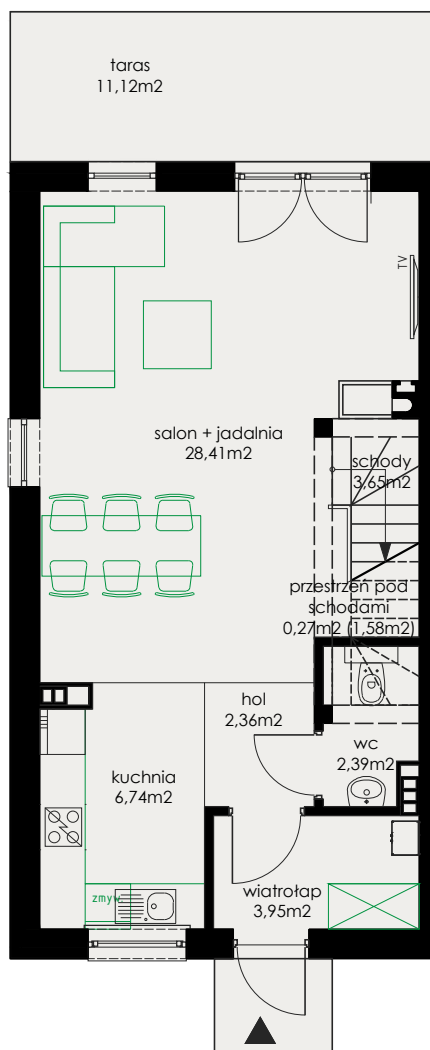 taras
11,12m2
TV
salon + jadalnia
28,41m2
schody
3,65m2
przestrzeń pod
schodami
0,27m2 (1,58m2)
hol
2,36m2
wc
2,39m2
kuchnia
6,74m2
zmyw.
wiatrołap
3,95m2